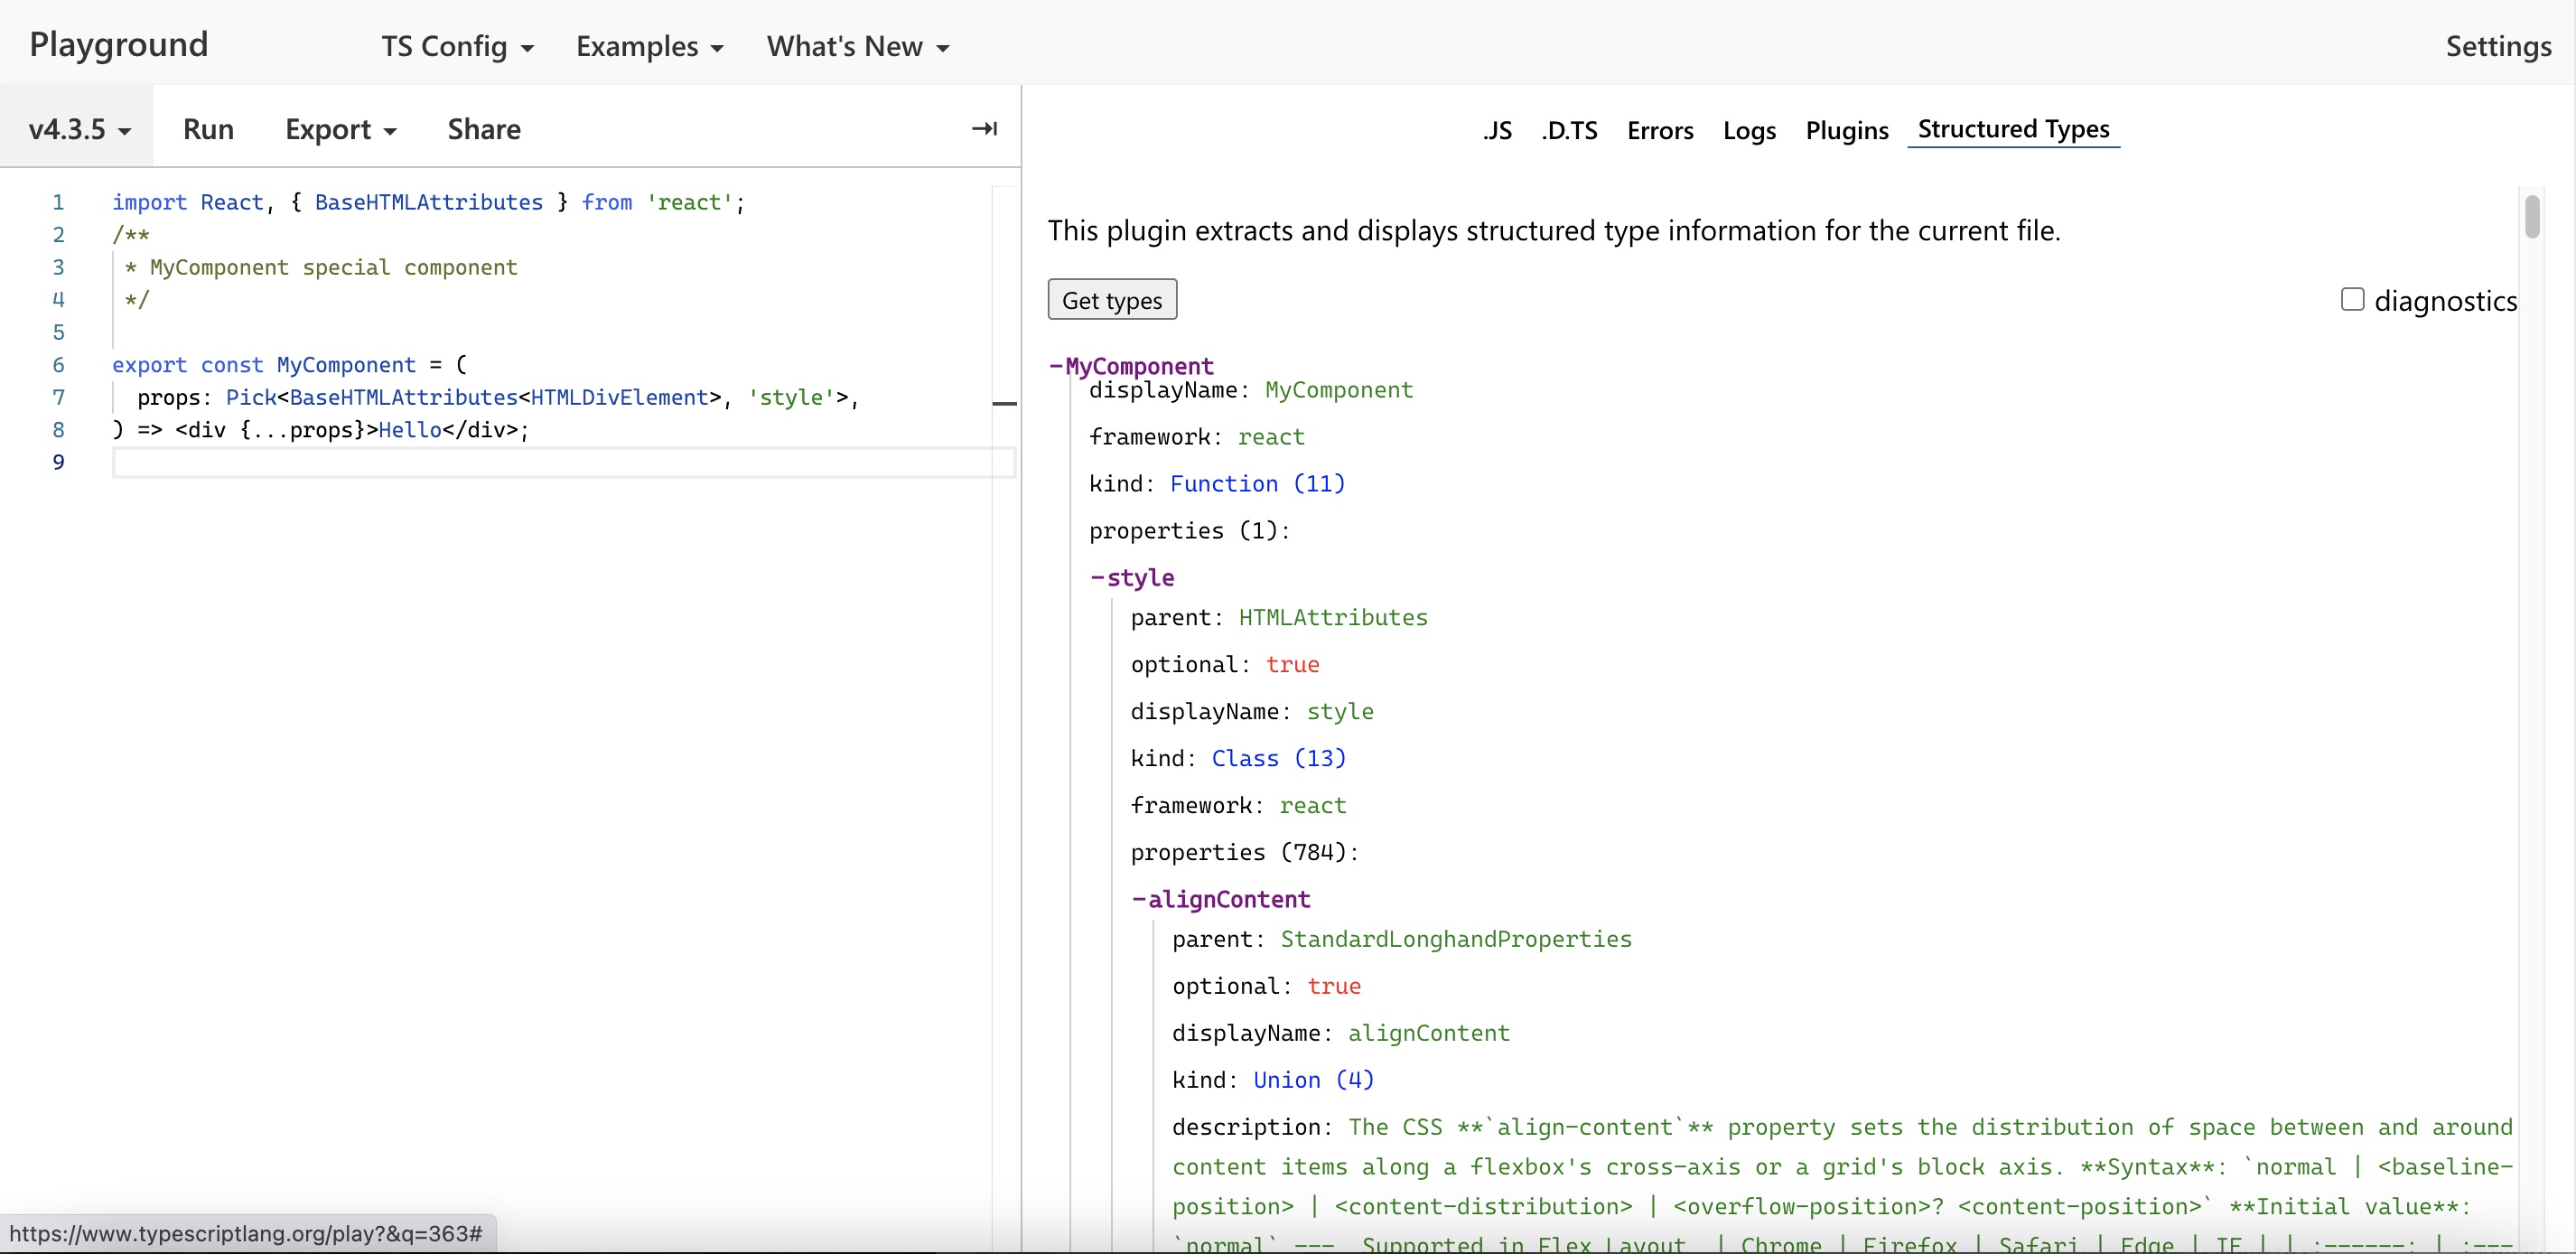 Playground TS Config Examples What's New Settings
v4.3.5 Run Export Share
.JS .D.TS Errors Logs Plugins Structured Types
1 import React, { BaseHTMLAttributes } from 'react';
2 /**
3 * MyComponent special component
4 */
5
6 export const MyComponent = (
7 props: Pick<BaseHTMLAttributes<HTMLDivElement>, 'style'>,
8 ) => <div {...props}>Hello</div>;
9
This plugin extracts and displays structured type information for the current file.
Get types diagnostics
−MyComponent
displayName: MyComponent
framework: react
kind: Function (11)
properties (1):
−style
parent: HTMLAttributes
optional: true
displayName: style
kind: Class (13)
framework: react
properties (784):
−alignContent
parent: StandardLonghandProperties
optional: true
displayName: alignContent
kind: Union (4)
description: The CSS **`align-content`** property sets the distribution of space between and around
content items along a flexbox's cross-axis or a grid's block axis. **Syntax**: `normal | <baseline-
position> | <content-distribution> | <overflow-position>? <content-position>` **Initial value**:
`normal` --- _Supported in Flex Layout_ | Chrome | Firefox | Safari | Edge | IE | | :------: | :---
https://www.typescriptlang.org/play?&q=363#